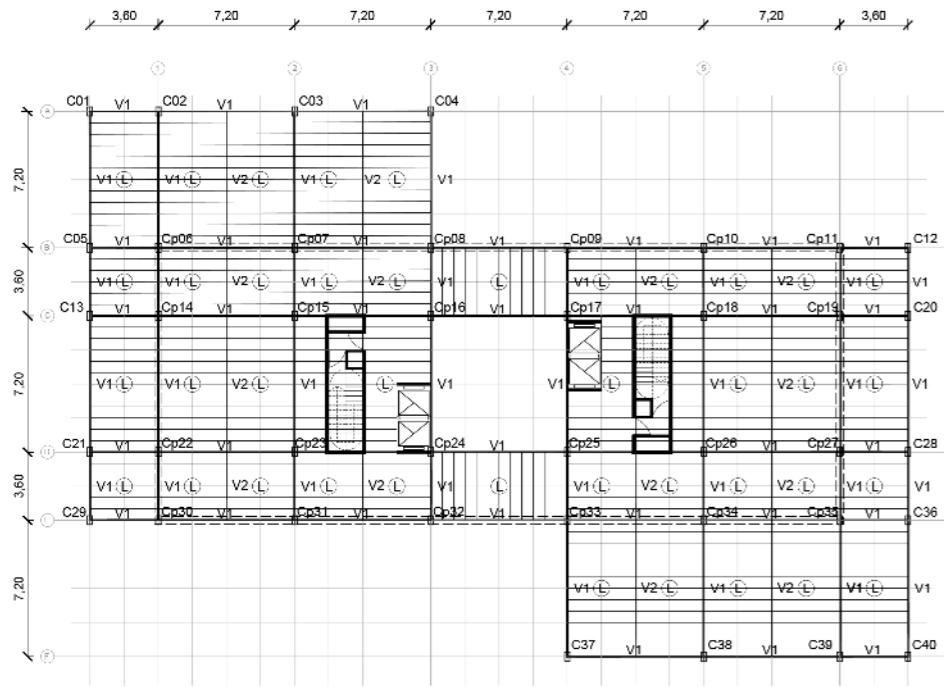 3,60 7,20 7,20 7,20 7,20 7,20 3,60
1 2 3 4 5 6
C01 V1 C02 V1 C03 V1 C04
A
7,20
V1 L V1 L V2 L V1 L V2 L V1
C05 V1 Cp06 V1 Cp07 V1 Cp08 V1 Cp09 V1 Cp10 V1 Cp11 V1 C12
B
3,60
V1 L V1 L V2 L V1 L V2 L V1 L V1 L V2 L V1 L V2 L V1 L V1
C13 V1 Cp14 V1 Cp15 V1 Cp16 Cp17 V1 Cp18 V1 Cp19 V1 C20
C
7,20
V1 L V1 L V2 L V1 L V1 V1 L V1 L V2 L V1 L V1
C21 V1 Cp22 V1 Cp23 Cp24 Cp25 Cp26 V1 Cp27 V1 C28
3,60
V1 L V1 L V2 L V1 L V2 L V1 L V1 L V2 L V1 L V2 L V1 L V1
C29 V1 Cp30 V1 Cp31 V1 Cp32 V1 Cp33 V1 Cp34 V1 Cp35 V1 C36
7,20
V1 L V2 L V1 L V2 L V1 L V1
C37 V1 C38 V1 C39 V1 C40
F